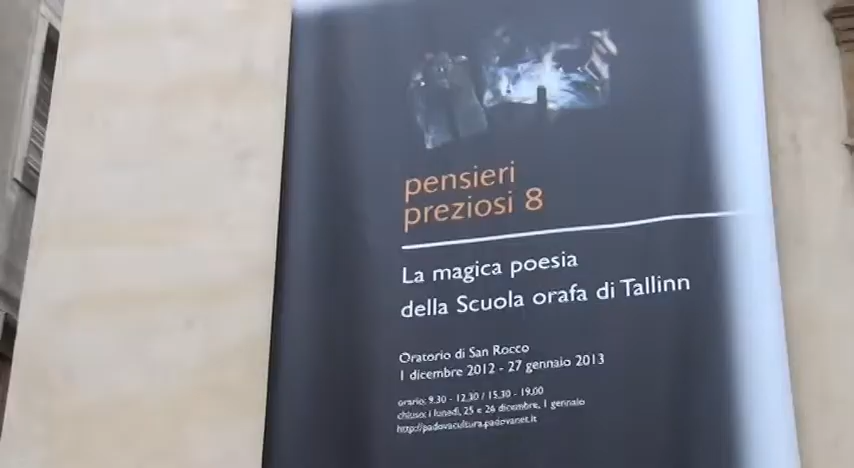 pensieri
preziosi 8
La magica poesia
della Scuola orafa di Tallinn
Oratorio di San Rocco
1 dicembre 2012 - 27 gennaio 2013
orario: 9.30 - 12.30 / 15.30 - 19.00
chiuso: i lunedì, 25 e 26 dicembre, 1 gennaio
http://padovacultura.padovanet.it